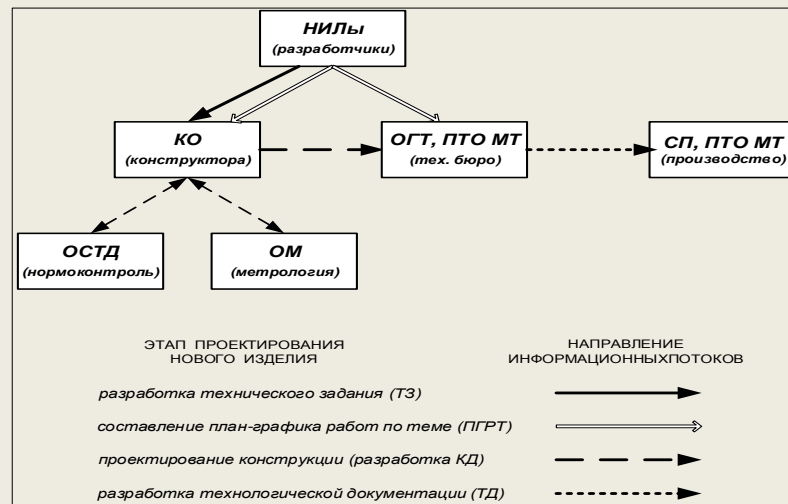 НИЛы
(разработчики)
КО
(конструктора)
ОГТ, ПТО МТ
(тех. бюро)
СП, ПТО МТ
(производство)
ОСТД
(нормоконтроль)
ОМ
(метрология)
ЭТАП ПРОЕКТИРОВАНИЯ
НОВОГО ИЗДЕЛИЯ
НАПРАВЛЕНИЕ
ИНФОРМАЦИОННЫХПОТОКОВ
разработка технического задания (ТЗ)
составление план-графика работ по теме (ПГРТ)
проектирование конструкции (разработка КД)
разработка технологической документации (ТД)